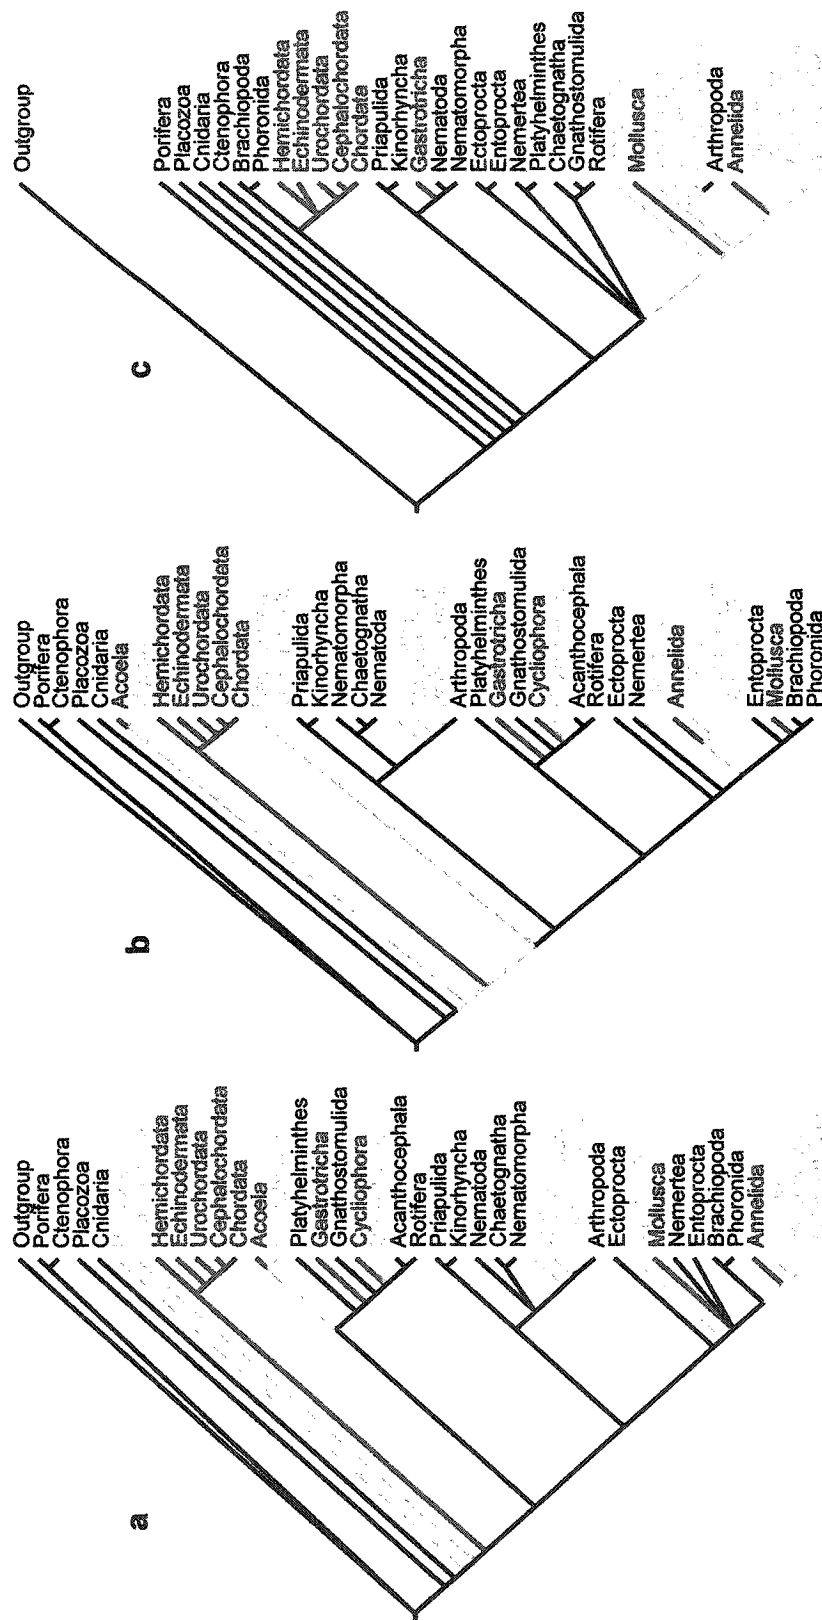 a
Outgroup
Porifera
Ctenophora
Placozoa
Cnidaria
Hemichordata
Echinodermata
Urochordata
Cephalochordata
Chordata
Acoela
Platyhelminthes
Gastrotricha
Gnathostomulida
Cycliophora
Acanthocephala
Rotifera
Priapulida
Kinorhyncha
Nematoda
Chaetognatha
Nematomorpha
Arthropoda
Ectoprocta
Mollusca
Nemertea
Entoprocta
Brachiopoda
Phoronida
Annelida
b
Outgroup
Porifera
Ctenophora
Placozoa
Cnidaria
Acoela
Hemichordata
Echinodermata
Urochordata
Cephalochordata
Chordata
Priapulida
Kinorhyncha
Nematomorpha
Chaetognatha
Nematoda
Arthropoda
Platyhelminthes
Gastrotricha
Gnathostomulida
Cycliophora
Acanthocephala
Rotifera
Ectoprocta
Nemertea
Annelida
Entoprocta
Mollusca
Brachiopoda
Phoronida
c
Outgroup
Porifera
Placozoa
Cnidaria
Ctenophora
Brachiopoda
Phoronida
Hemichordata
Echinodermata
Urochordata
Cephalochordata
Chordata
Priapulida
Kinorhyncha
Gastrotricha
Nematoda
Nematomorpha
Ectoprocta
Entoprocta
Nemertea
Platyhelminthes
Chaetognatha
Gnathostomulida
Rotifera
Mollusca
Arthropoda
Annelida